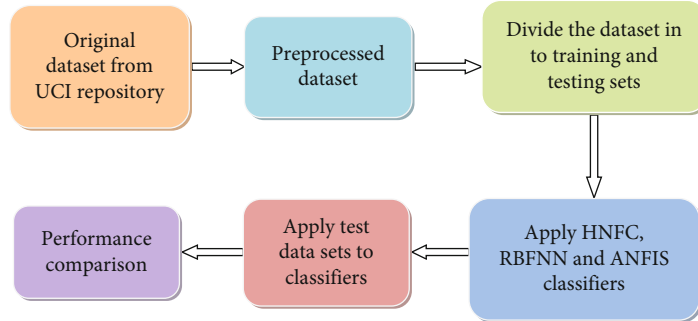 Original
dataset from
UCI repository
Preprocessed
dataset
Divide the dataset in
to training and
testing sets
Apply HNFC,
RBFNN and ANFIS
classifiers
Apply test
data sets to
classifiers
Performance
comparison